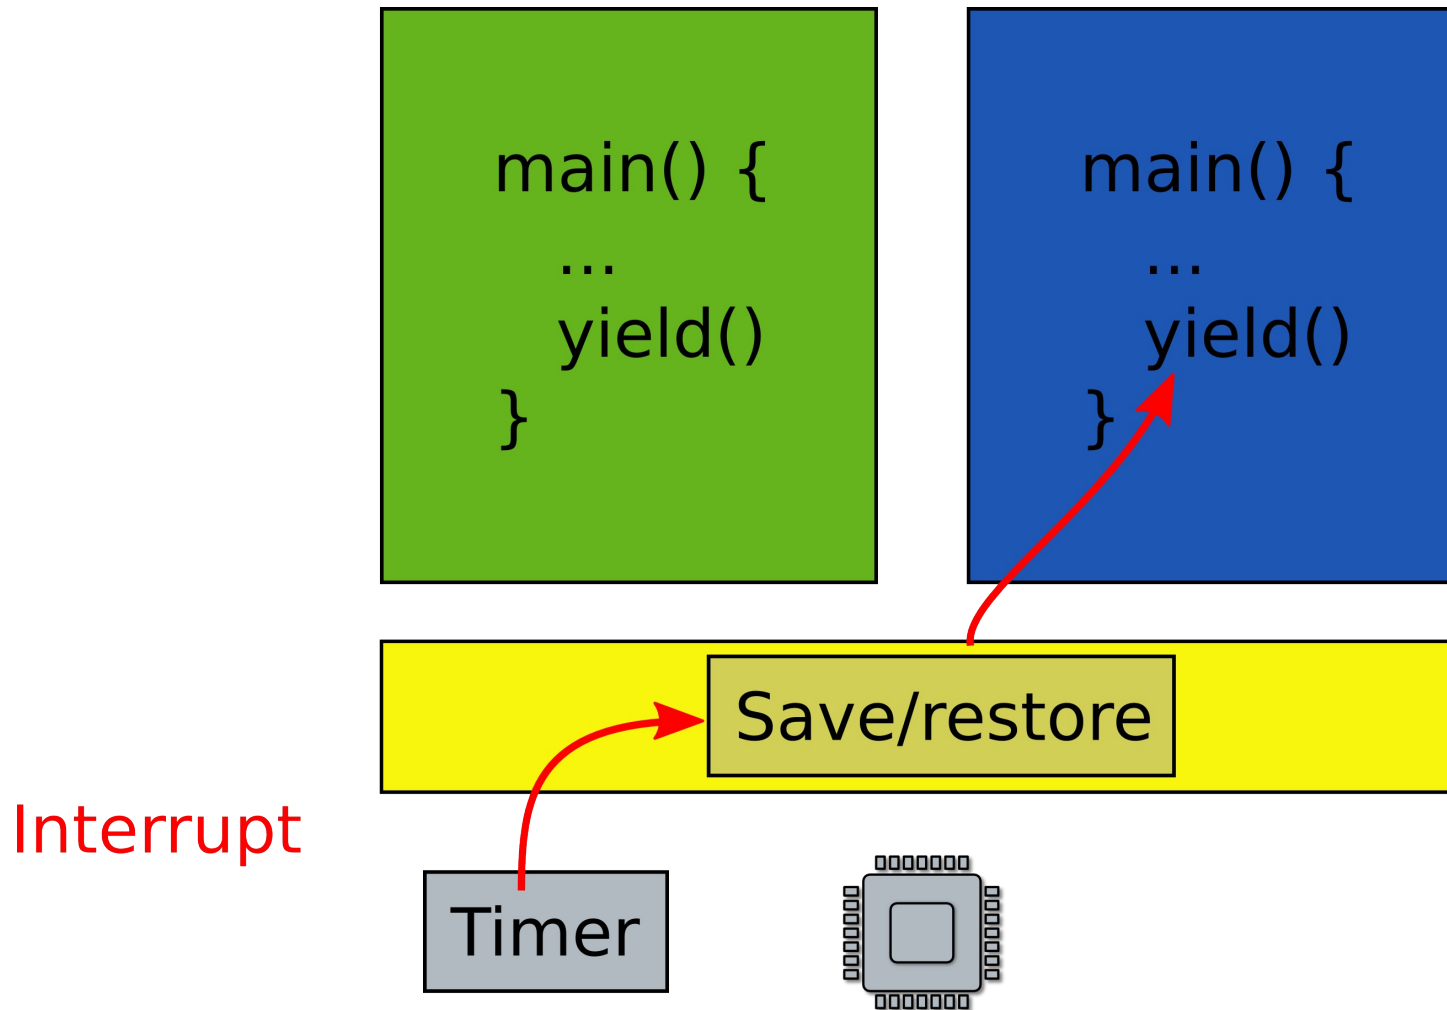 main() {
...
yield()
}
main() {
...
yield()
}
Save/restore
Interrupt
Timer